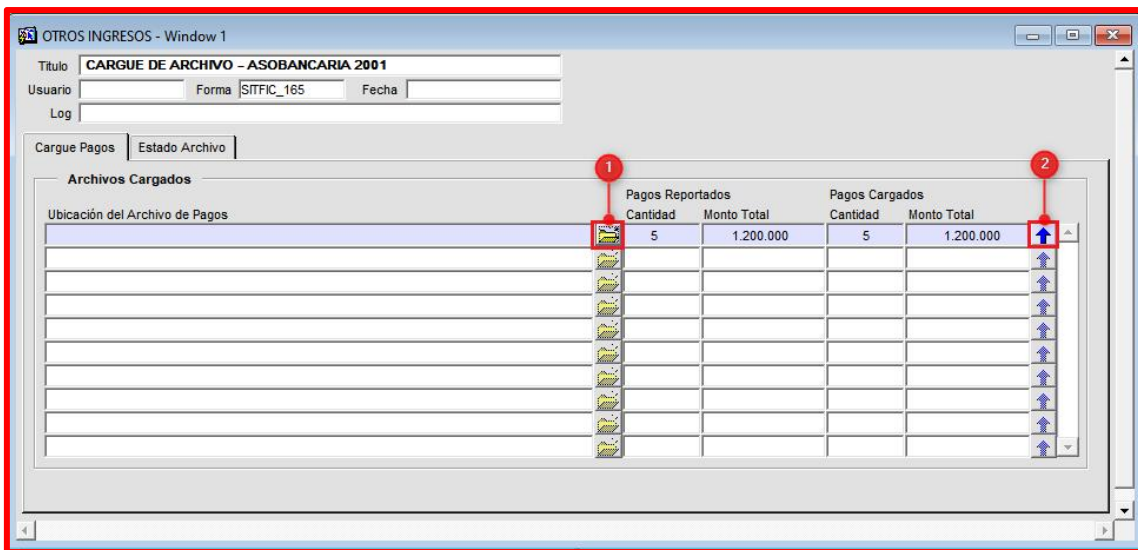 OTROS INGRESOS - Window 1
Titulo CARGUE DE ARCHIVO - ASOBANCARIA 2001
Usuario Forma SITFIC_165 Fecha
Log
Cargue Pagos Estado Archivo
1 2
Archivos Cargados
Pagos Reportados Pagos Cargados
Ubicación del Archivo de Pagos Cantidad Monto Total Cantidad Monto Total
5 1.200.000 5 1.200.000